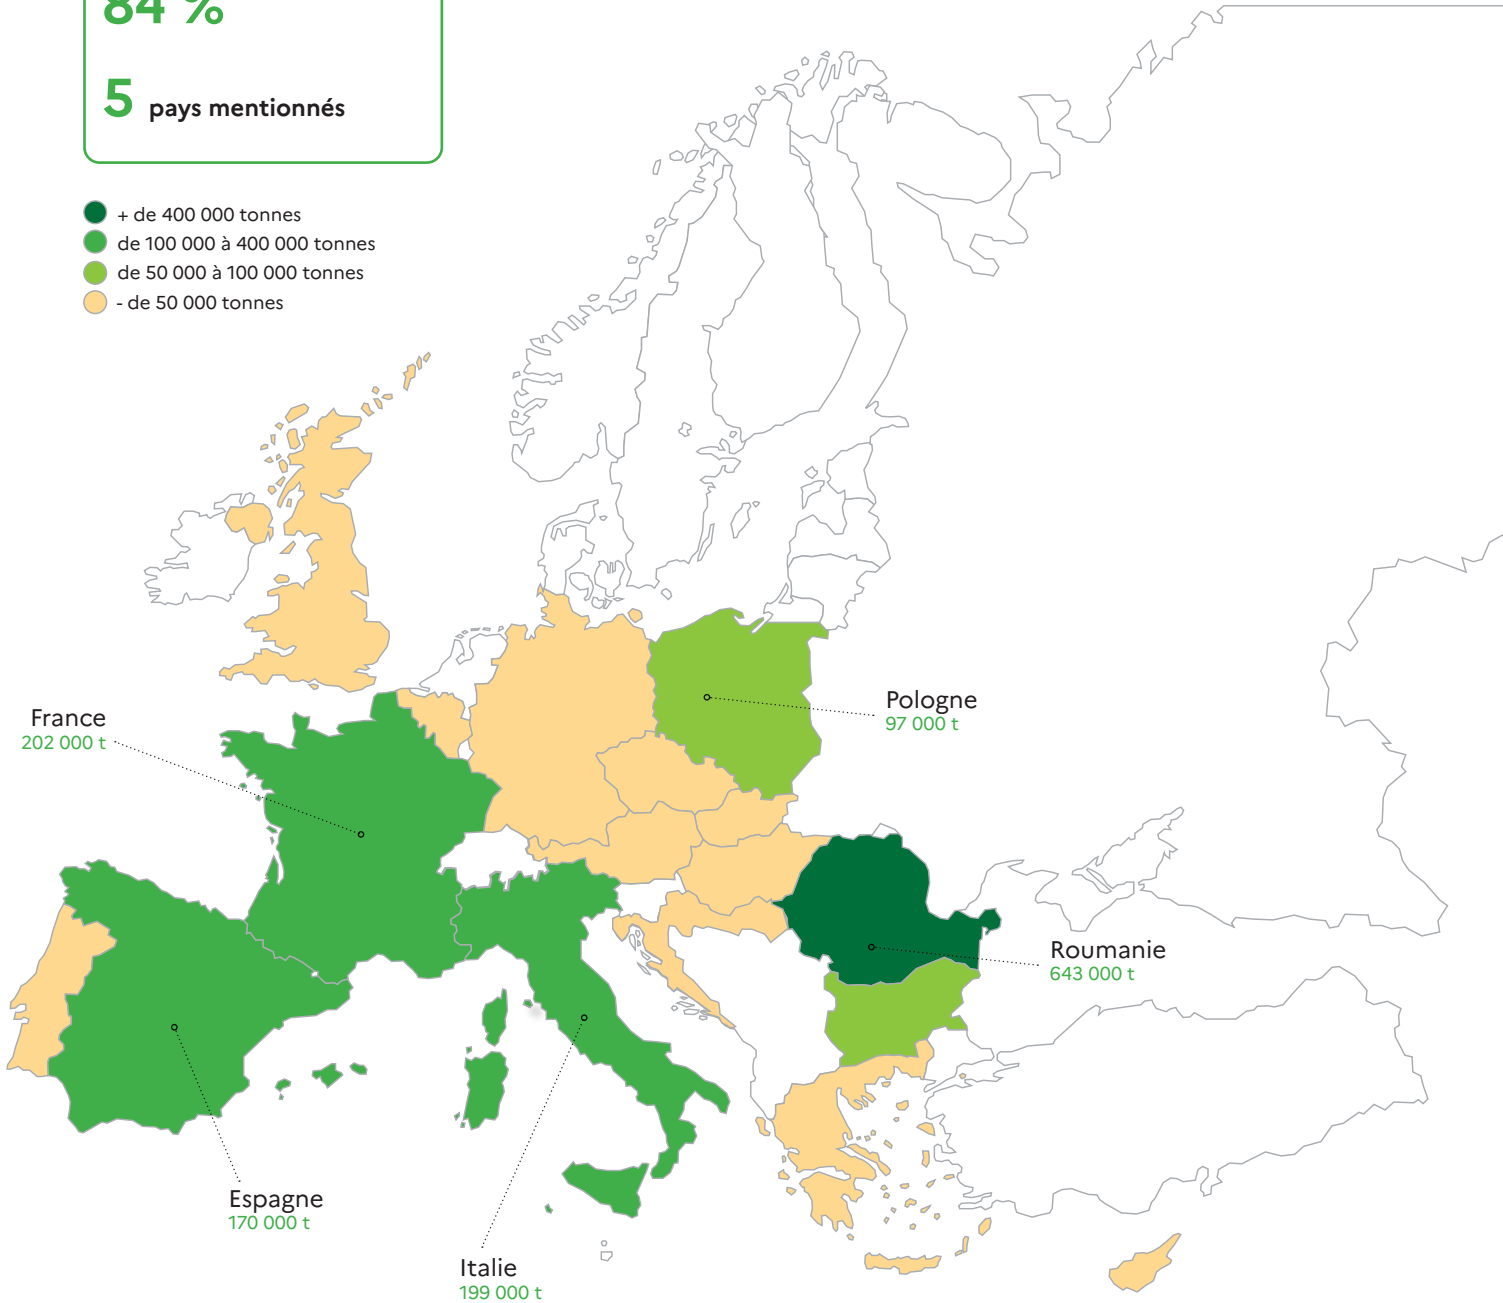 84 %
5 pays mentionnés
+ de 400 000 tonnes
de 100 000 à 400 000 tonnes
de 50 000 à 100 000 tonnes
- de 50 000 tonnes
France
202 000 t
Pologne
97 000 t
Roumanie
643 000 t
Espagne
170 000 t
Italie
199 000 t